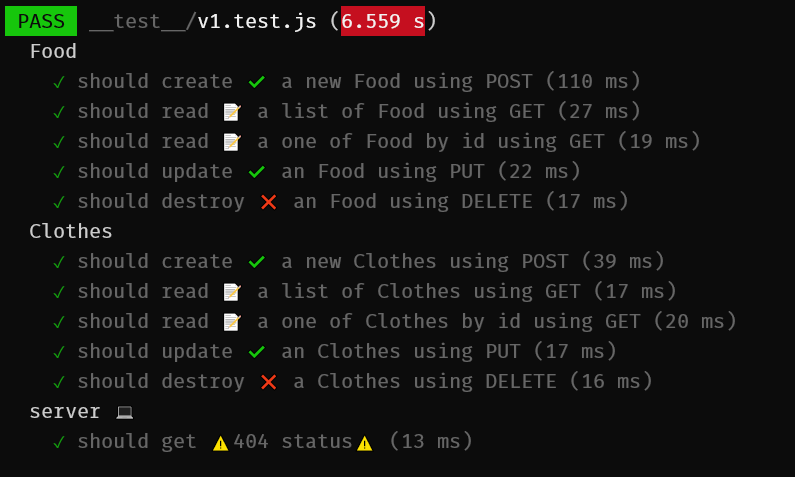 PASS __test__/v1.test.js (6.559 s)
Food
✓ should create ✔ a new Food using POST (110 ms)
✓ should read 📝 a list of Food using GET (27 ms)
✓ should read 📝 a one of Food by id using GET (19 ms)
✓ should update ✔ an Food using PUT (22 ms)
✓ should destroy ❌ an Food using DELETE (17 ms)
Clothes
✓ should create ✔ a new Clothes using POST (39 ms)
✓ should read 📝 a list of Clothes using GET (17 ms)
✓ should read 📝 a one of Clothes by id using GET (20 ms)
✓ should update ✔ an Clothes using PUT (17 ms)
✓ should destroy ❌ a Clothes using DELETE (16 ms)
server 💻
✓ should get ⚠️404 status⚠️ (13 ms)